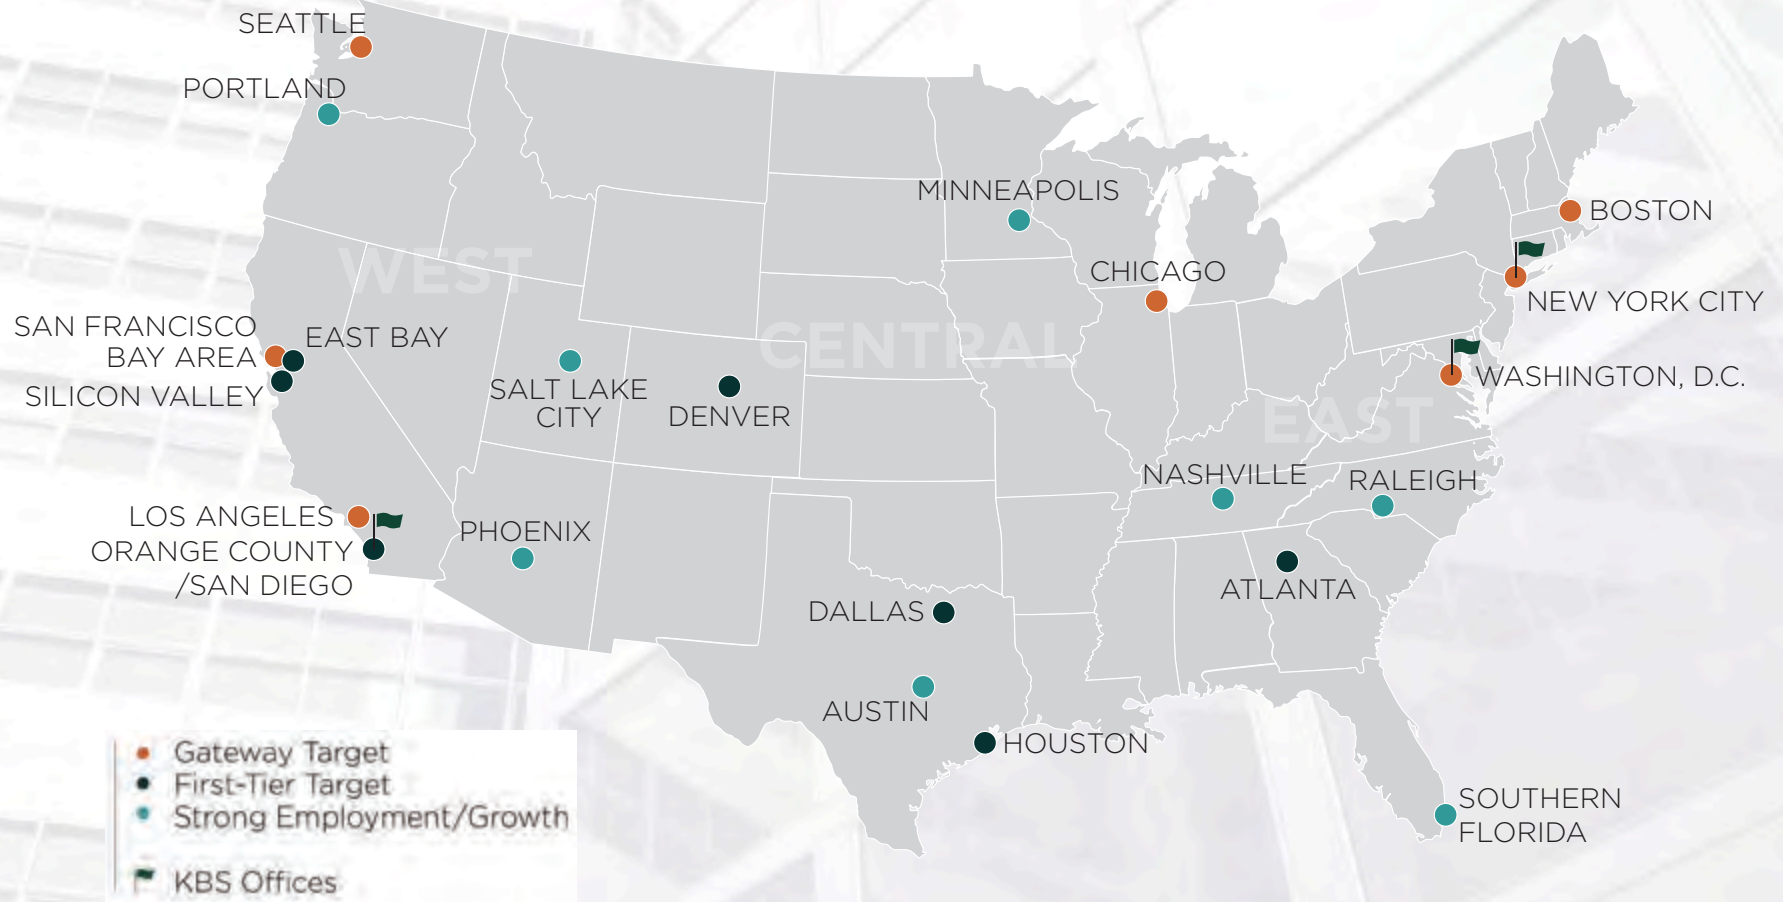 SEATTLE
PORTLAND
MINNEAPOLIS
BOSTON
WEST
CHICAGO
NEW YORK CITY
SAN FRANCISCO
BAY AREA
EAST BAY
CENTRAL
SILICON VALLEY
SALT LAKE
CITY
DENVER
WASHINGTON, D.C.
EAST
NASHVILLE
RALEIGH
LOS ANGELES
ORANGE COUNTY
/SAN DIEGO
PHOENIX
ATLANTA
DALLAS
AUSTIN
HOUSTON
SOUTHERN
FLORIDA
Gateway Target
First-Tier Target
Strong Employment/Growth
KBS Offices